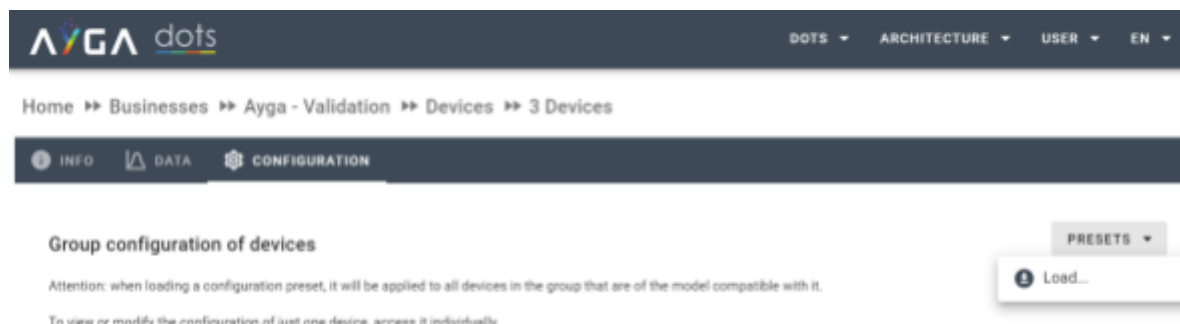 AYGA dots DOTS ARCHITECTURE USER EN
Home Businesses Ayga - Validation Devices 3 Devices
INFO DATA CONFIGURATION
Group configuration of devices PRESETS
Load...
Attention: when loading a configuration preset, it will be applied to all devices in the group that are of the model compatible with it.
To view or modify the configuration of just one device, access it individually.